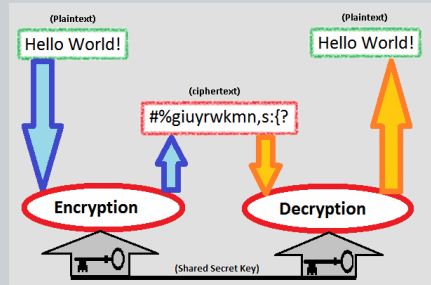 (Plaintext)
Hello World!
(Plaintext)
Hello World!
(ciphertext)
#%giuyrwkmn,s:{?
Encryption
Decryption
(Shared Secret Key)